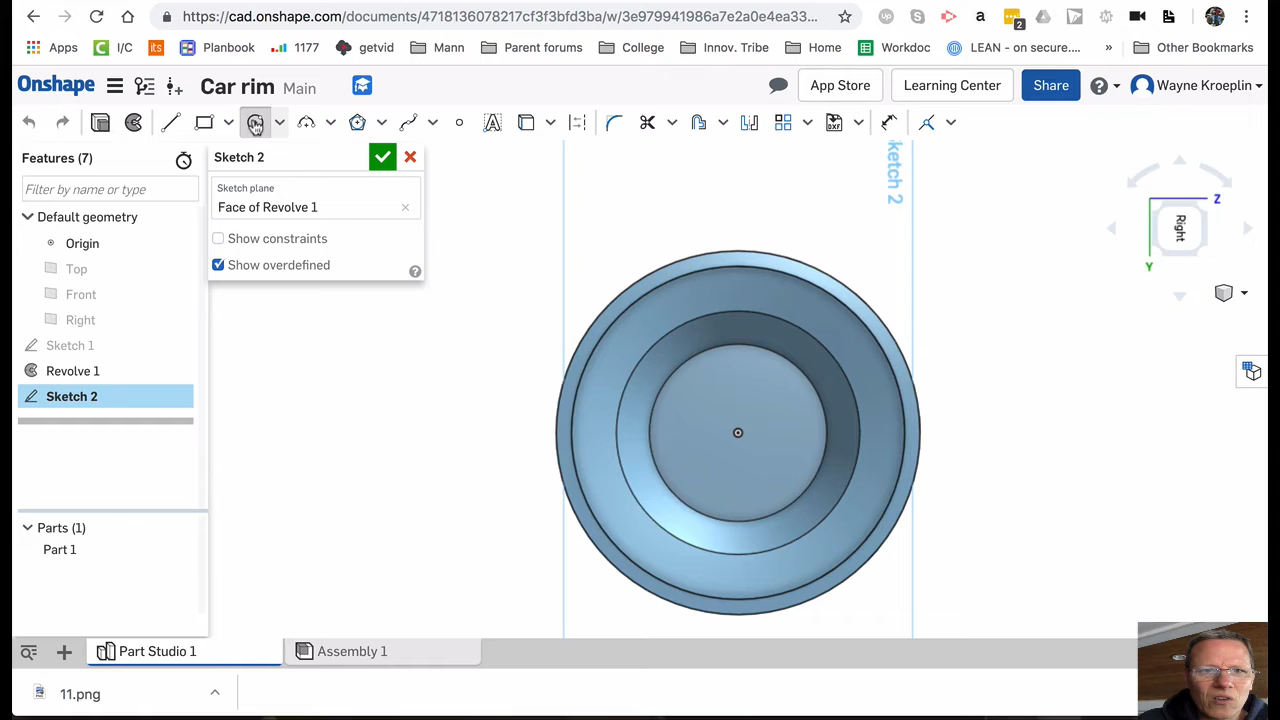 https://cad.onshape.com/documents/4718136078217cf3f3bfd3ba/w/3e979941986a7e2a0e4ea33...
2
Apps
I/C
its
Planbook
1177
getvid
Mann
Parent forums
College
Innov. Tribe
Home
Workdoc
LEAN - on secure....
»
Other Bookmarks
Onshape
Car rim Main
App Store
Learning Center
Share
Wayne Kroeplin
DXF
Features (7)
Filter by name or type
Default geometry
Origin
Top
Front
Right
Sketch 1
Revolve 1
Sketch 2
Sketch 2
Sketch plane
Face of Revolve 1
Show constraints
Show overdefined
ketch 2
Z
Right
Y
Parts (1)
Part 1
Part Studio 1
Assembly 1
11.png